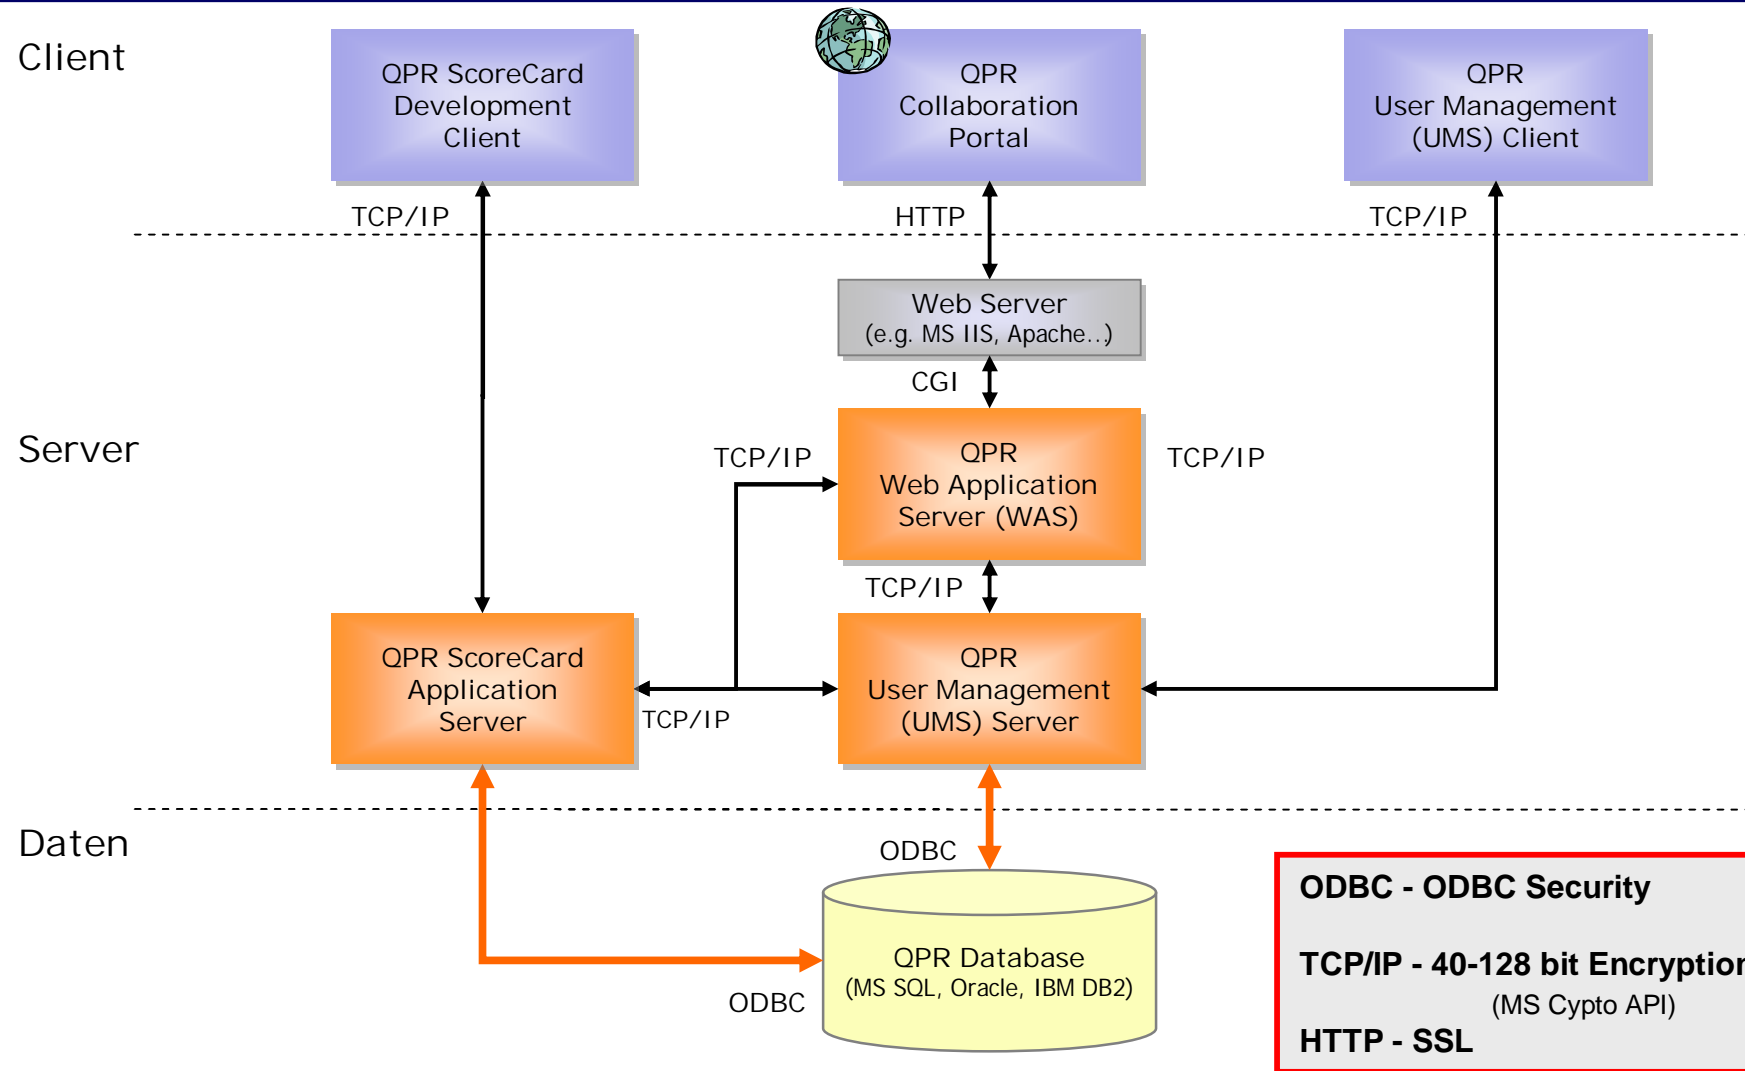 Client
QPR ScoreCard
Development
Client
QPR
Collaboration
Portal
QPR
User Management
(UMS) Client
TCP/IP
HTTP
TCP/IP
Web Server
(e.g. MS IIS, Apache...)
CGI
Server
TCP/IP
QPR
Web Application
Server (WAS)
TCP/IP
TCP/IP
QPR ScoreCard
Application
Server
TCP/IP
QPR
User Management
(UMS) Server
Daten
ODBC
QPR Database
(MS SQL, Oracle, IBM DB2)
ODBC
ODBC - ODBC Security
TCP/IP - 40-128 bit Encryption
(MS Cypto API)
HTTP - SSL